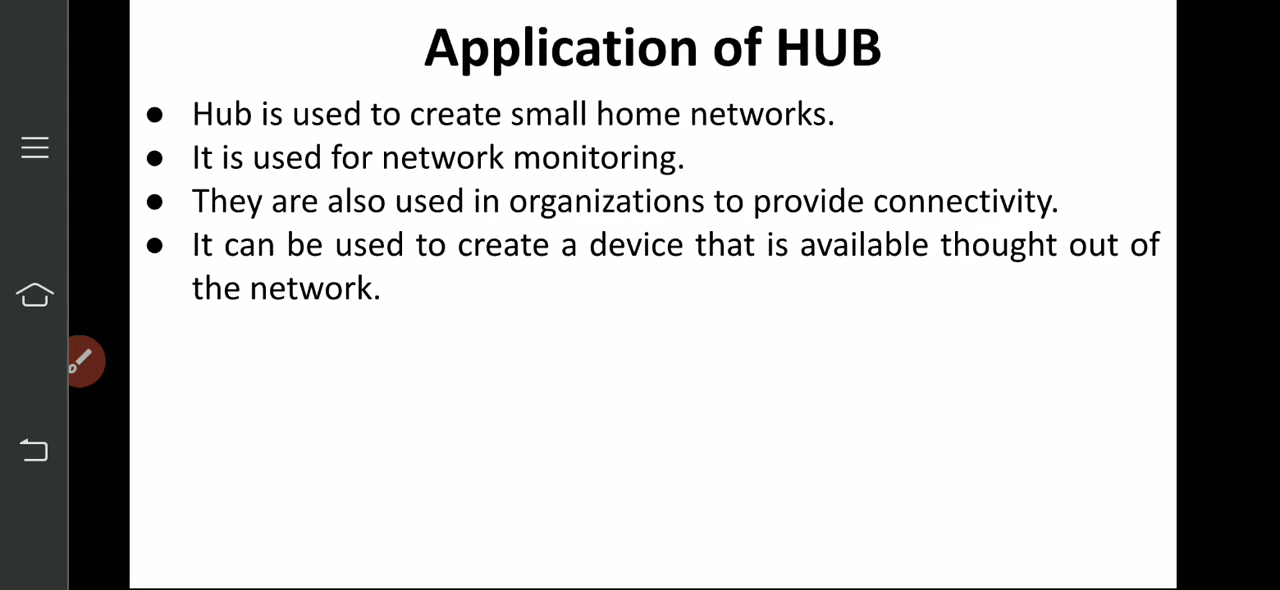 Application of HUB
● Hub is used to create small home networks.
● It is used for network monitoring.
● They are also used in organizations to provide connectivity.
● It can be used to create a device that is available thought out of
the network.